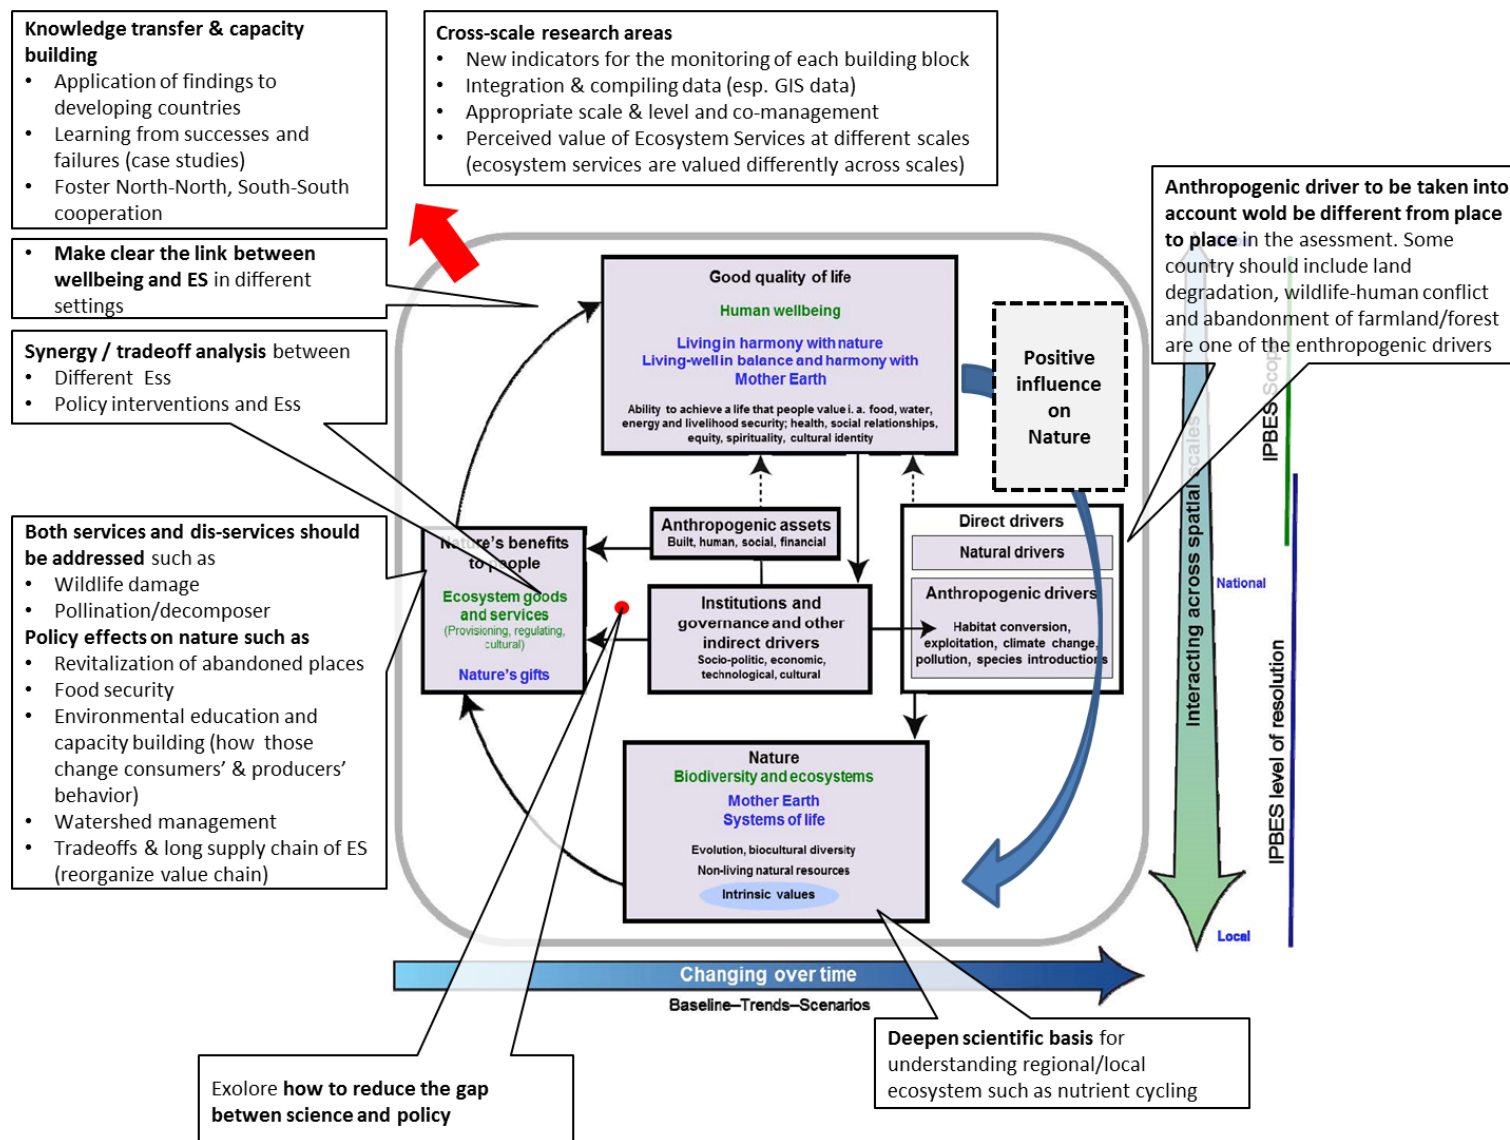 Knowledge transfer & capacity
building
• Application of findings to
developing countries
• Learning from successes and
failures (case studies)
• Foster North-North, South-South
cooperation
Cross-scale research areas
• New indicators for the monitoring of each building block
• Integration & compiling data (esp. GIS data)
• Appropriate scale & level and co-management
• Perceived value of Ecosystem Services at different scales
(ecosystem services are valued differently across scales)
Anthropogenic driver to be taken into
account wold be different from place
to place in the asessment. Some
country should include land
degradation, wildlife-human conflict
and abandonment of farmland/forest
are one of the enthropogenic drivers
• Make clear the link between
wellbeing and ES in different
settings
Synergy / tradeoff analysis between
• Different Ess
• Policy interventions and Ess
Both services and dis-services should
be addressed such as
• Wildlife damage
• Pollination/decomposer
Policy effects on nature such as
• Revitalization of abandoned places
• Food security
• Environmental education and
capacity building (how those
change consumers' & producers'
behavior)
• Watershed management
• Tradeoffs & long supply chain of ES
(reorganize value chain)
Good quality of life
Human wellbeing
Living in harmony with nature
Living-well in balance and harmony with
Mother Earth
Ability to achieve a life that people value i. a. food, water,
energy and livelihood security; health, social relationships,
equity, spirituality, cultural identity
Positive
influence
on
Nature
Anthropogenic assets
Built, human, social, financial
Nature's benefits
to people
Ecosystem goods
and services
(Provisioning, regulating,
cultural)
Nature's gifts
Institutions and
governance and other
indirect drivers
Socio-politic, economic,
technological, cultural
Direct drivers
Natural drivers
Anthropogenic drivers
Habitat conversion,
exploitation, climate change,
pollution, species introductions
Nature
Biodiversity and ecosystems
Mother Earth
Systems of life
Evolution, biocultural diversity
Non-living natural resources
Intrinsic values
Interacting across spatial scales
IPBES Scope
National
IPBES level of resolution
Local
Changing over time
Baseline–Trends–Scenarios
Exolore how to reduce the gap
betwen science and policy
Deepen scientific basis for
understanding regional/local
ecosystem such as nutrient cycling